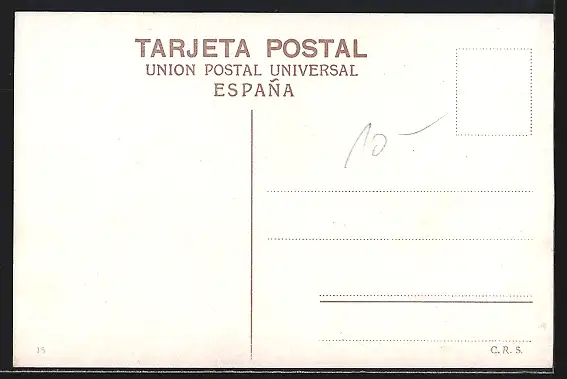 TARJETA POSTAL
UNION POSTAL UNIVERSAL
ESPAÑA
10-
15
C. R. S.